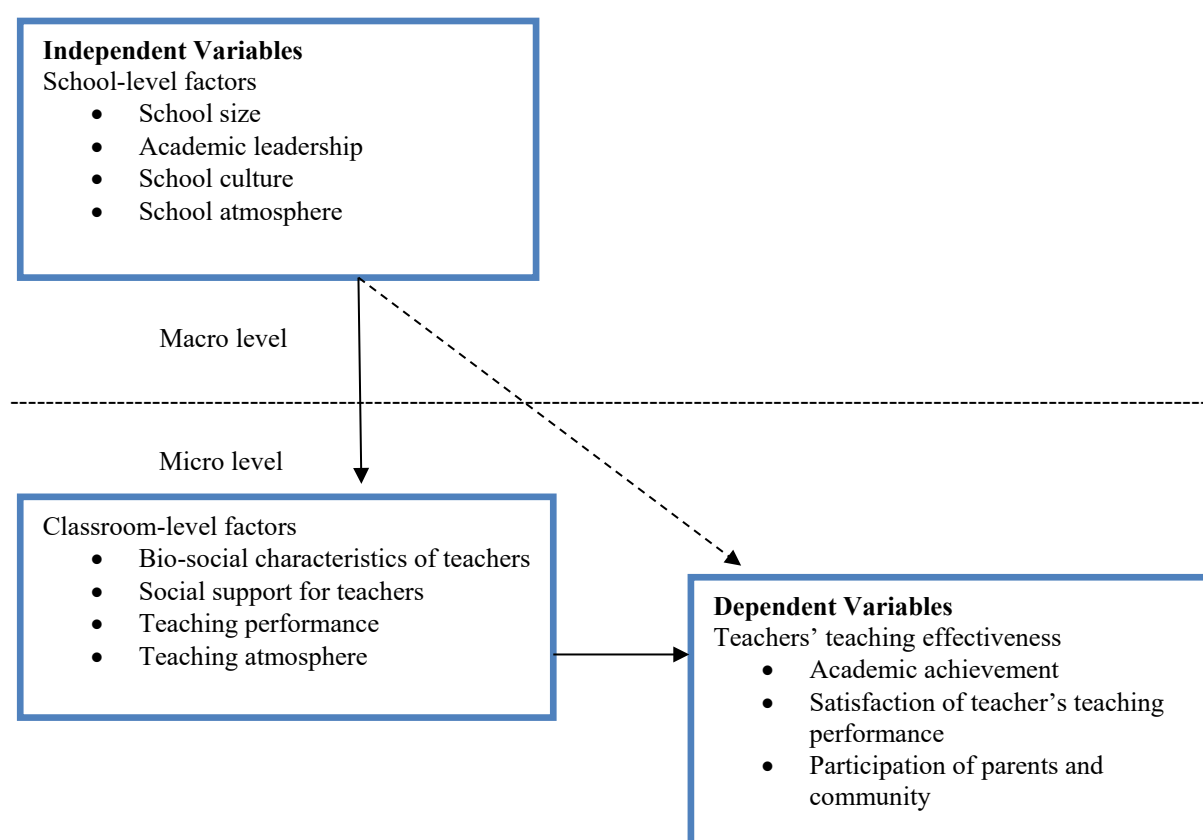 Independent Variables
School-level factors
• School size
• Academic leadership
• School culture
• School atmosphere
Macro level
Micro level
Classroom-level factors
• Bio-social characteristics of teachers
• Social support for teachers
• Teaching performance
• Teaching atmosphere
Dependent Variables
Teachers’ teaching effectiveness
• Academic achievement
• Satisfaction of teacher’s teaching
performance
• Participation of parents and
community